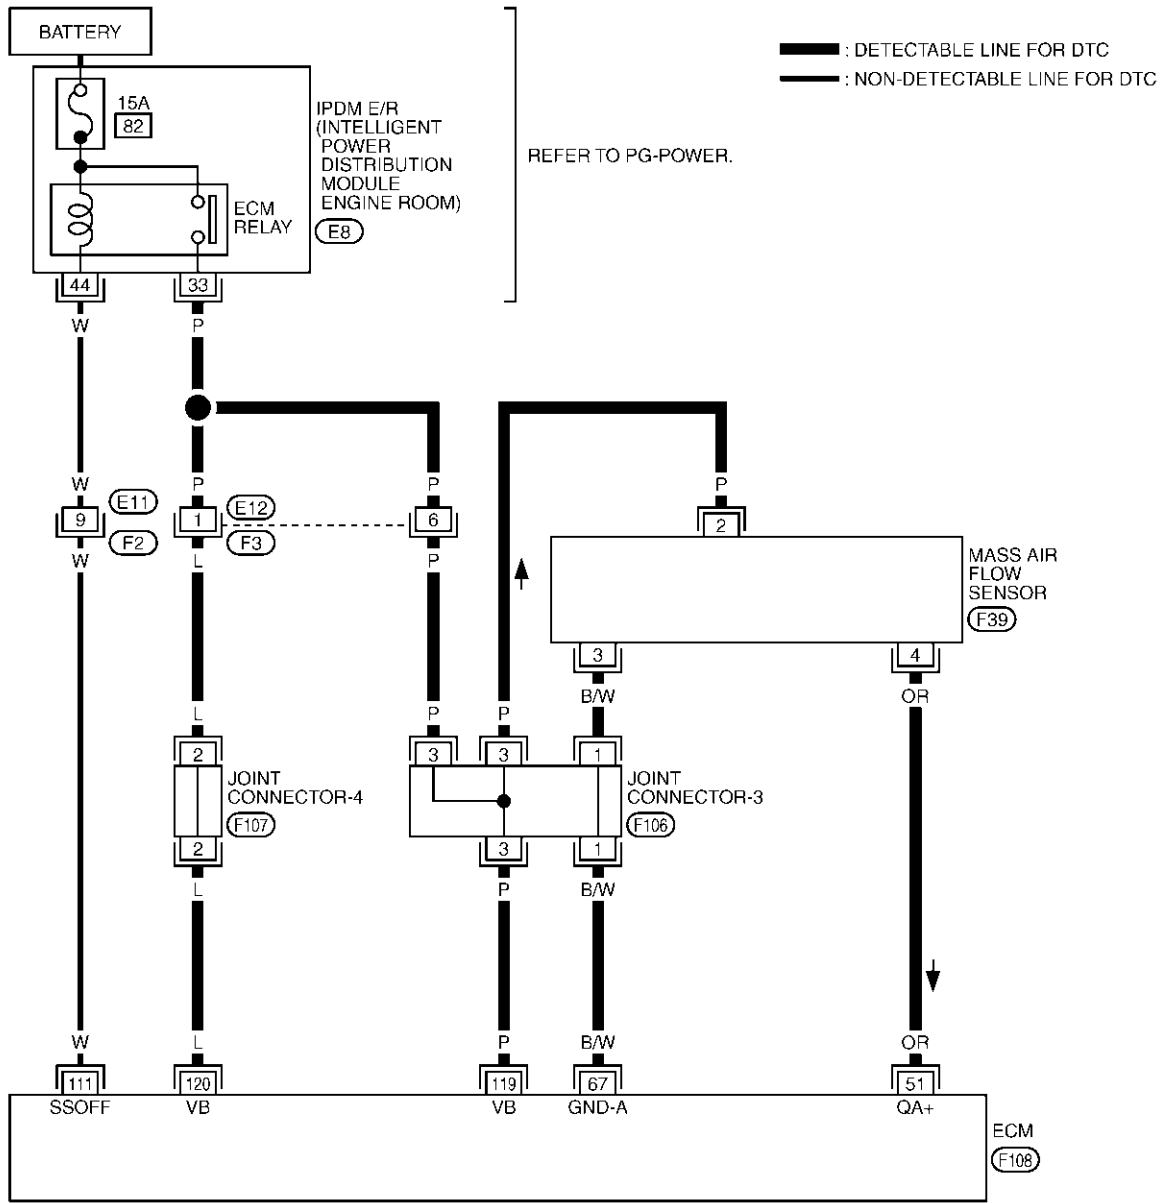 BATTERY
: DETECTABLE LINE FOR DTC
: NON-DETECTABLE LINE FOR DTC
15A
82
IPDM E/R
(INTELLIGENT
POWER
DISTRIBUTION
MODULE
ENGINE ROOM)
E8
REFER TO PG-POWER.
ECM
RELAY
44
33
W
P
W
P
P
P
9
E11
F2
1
E12
F3
6
2
W
L
P
MASS AIR
FLOW
SENSOR
F39
3
4
B/W
OR
L
P
P
2
3
3
1
JOINT
CONNECTOR-4
F107
JOINT
CONNECTOR-3
F106
2
3
1
L
P
B/W
W
L
P
B/W
OR
111
120
119
67
51
SSOFF
VB
VB
GND-A
QA+
ECM
F108